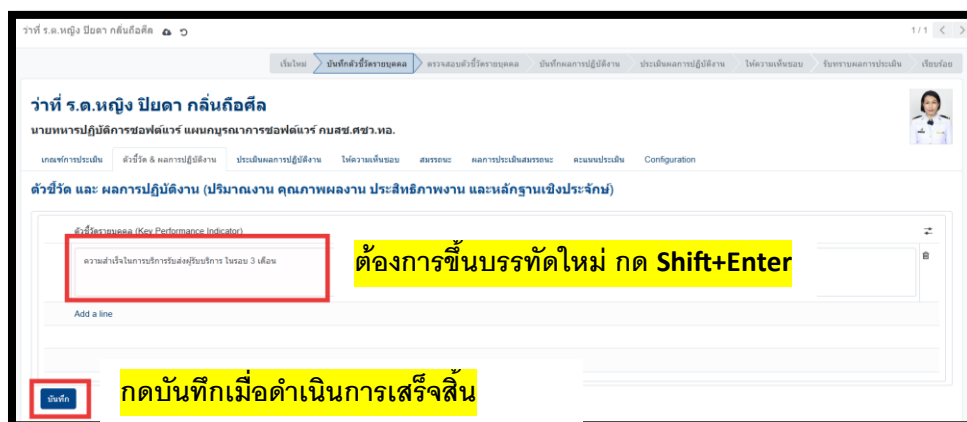 ว่าที่ ร.ต.หญิง ปิยดา กลิ่นถือศีล
1/1
เริ่มใหม่ บันทึกตัวชี้วัดรายบุคคล ตรวจสอบตัวชี้วัดรายบุคคล บันทึกผลการปฏิบัติงาน ประเมินผลการปฏิบัติงาน ให้ความเห็นชอบ รับทราบผลการประเมิน เรียบร้อย
ว่าที่ ร.ต.หญิง ปิยดา กลิ่นถือศีล
นายทหารปฏิบัติการซอฟต์แวร์ แผนกบูรณาการซอฟต์แวร์ กบสซ.ศซว.ทอ.
เกณฑ์การประเมิน ตัวชี้วัด & ผลการปฏิบัติงาน ประเมินผลการปฏิบัติงาน ให้ความเห็นชอบ สมรรถนะ ผลการประเมินสมรรถนะ คะแนนประเมิน Configuration
ตัวชี้วัด และ ผลการปฏิบัติงาน (ปริมาณงาน คุณภาพผลงาน ประสิทธิภาพงาน และหลักฐานเชิงประจักษ์)
ตัวชี้วัดรายบุคคล (Key Performance Indicator)
ความสำเร็จในการบริการรับส่งผู้รับบริการ ในรอบ 3 เดือน
ต้องการขึ้นบรรทัดใหม่ กด Shift+Enter
Add a line
บันทึก
กดบันทึกเมื่อดำเนินการเสร็จสิ้น